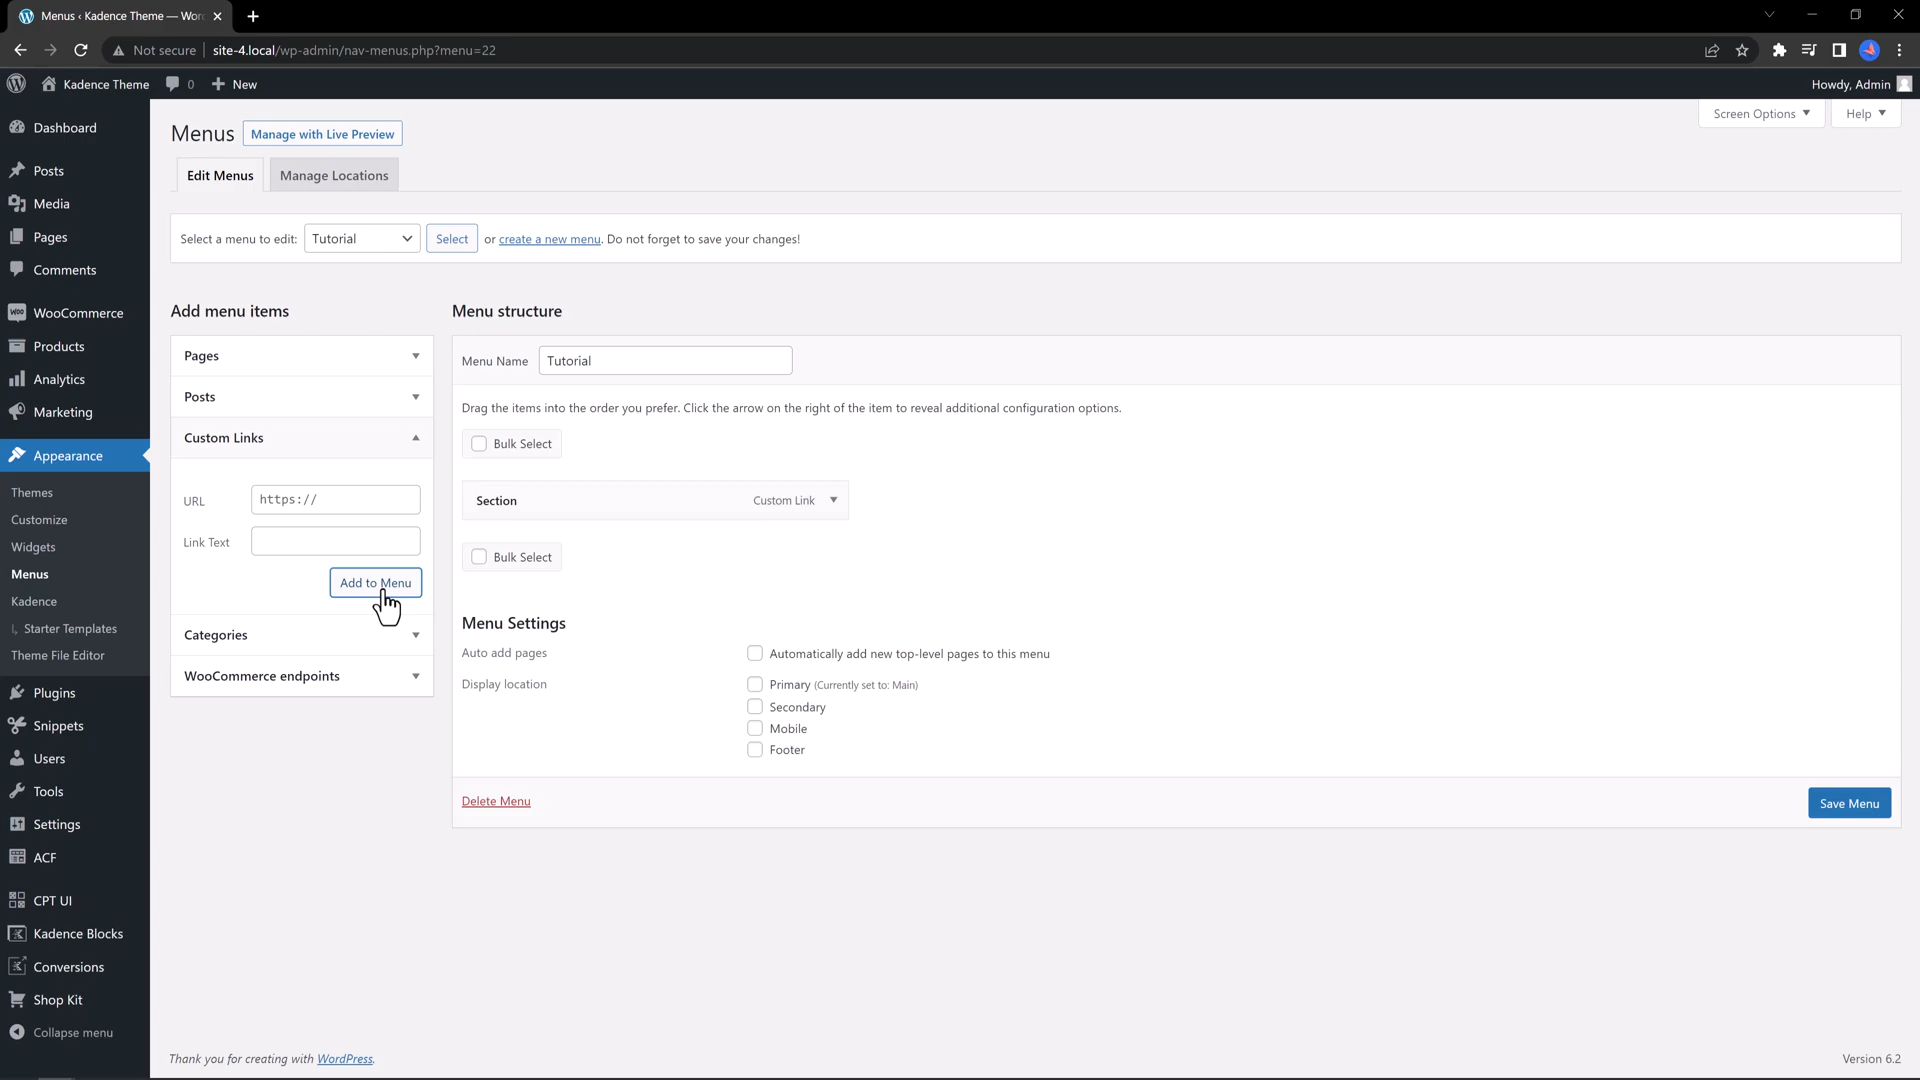 Menus ‹ Kadence Theme — Wor
Not secure
site-4.local/wp-admin/nav-menus.php?menu=22
Kadence Theme
0
New
Howdy, Admin
Screen Options
Help
Dashboard
Posts
Media
Pages
Comments
WooCommerce
Products
Analytics
Marketing
Appearance
Themes
Customize
Widgets
Menus
Kadence
Starter Templates
Theme File Editor
Plugins
Snippets
Users
Tools
Settings
ACF
CPT UI
Kadence Blocks
Conversions
Shop Kit
Collapse menu
Menus
Manage with Live Preview
Edit Menus
Manage Locations
Select a menu to edit:
Tutorial
Select
or create a new menu. Do not forget to save your changes!
Add menu items
Pages
Posts
Custom Links
URL
https://
Link Text
Add to Menu
Categories
WooCommerce endpoints
Menu structure
Menu Name
Tutorial
Drag the items into the order you prefer. Click the arrow on the right of the item to reveal additional configuration options.
Bulk Select
Section
Custom Link
Bulk Select
Menu Settings
Auto add pages
Automatically add new top-level pages to this menu
Display location
Primary (Currently set to: Main)
Secondary
Mobile
Footer
Delete Menu
Save Menu
Thank you for creating with WordPress.
Version 6.2